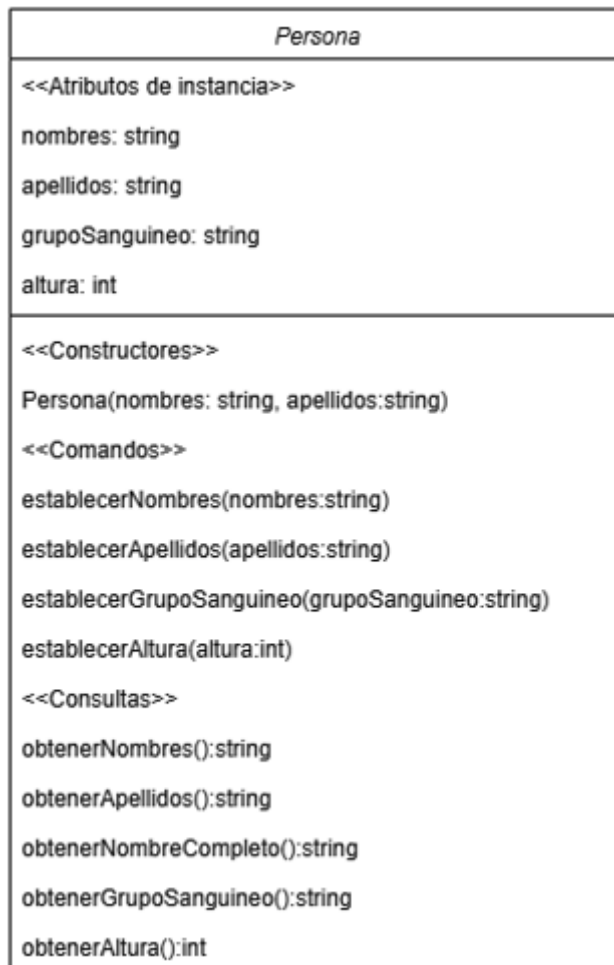 Persona
<<Atributos de instancia>>
nombres: string
apellidos: string
grupoSanguineo: string
altura: int
<<Constructores>>
Persona(nombres: string, apellidos:string)
<<Comandos>>
establecerNombres(nombres:string)
establecerApellidos(apellidos:string)
establecerGrupoSanguineo(grupoSanguineo:string)
establecerAltura(altura:int)
<<Consultas>>
obtenerNombres():string
obtenerApellidos():string
obtenerNombreCompleto():string
obtenerGrupoSanguineo():string
obtenerAltura():int